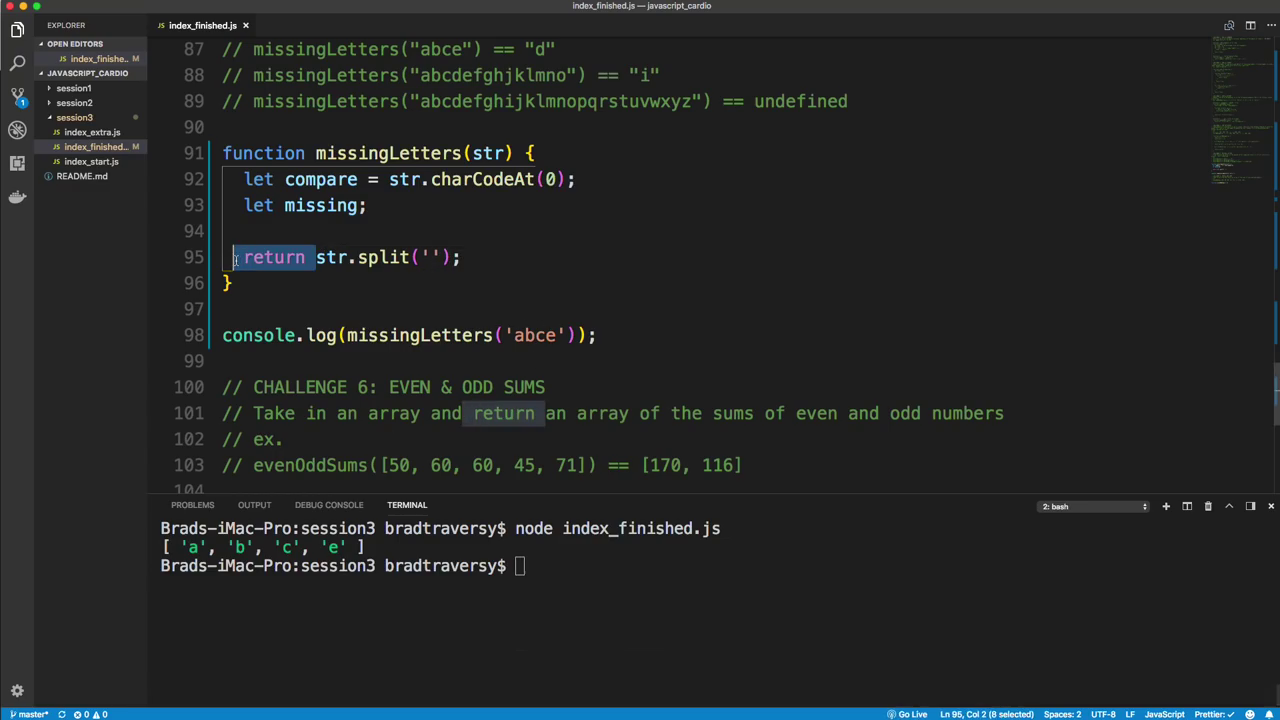 index_finished.js — javascript_cardio
EXPLORER
index_finished.js ×
OPEN EDITORS
index_finishe... M
JAVASCRIPT_CARDIO
session1
session2
session3
JS index_extra.js
JS index_finished... M
JS index_start.js
README.md
1
87 // missingLetters("abce") == "d"
88 // missingLetters("abcdefghjklmno") == "i"
89 // missingLetters("abcdefghijklmnopqrstuvwxyz") == undefined
90
91 function missingLetters(str) {
92 let compare = str.charCodeAt(0);
93 let missing;
94
95 return str.split('');
96 }
97
98 console.log(missingLetters('abce'));
99
100 // CHALLENGE 6: EVEN & ODD SUMS
101 // Take in an array and return an array of the sums of even and odd numbers
102 // ex.
103 // evenOddSums([50, 60, 60, 45, 71]) == [170, 116]
104
PROBLEMS OUTPUT DEBUG CONSOLE TERMINAL 2: bash
Brads-iMac-Pro:session3 bradtraversy$ node index_finished.js
[ 'a', 'b', 'c', 'e' ]
Brads-iMac-Pro:session3 bradtraversy$
master* 0 0 Go Live Ln 95, Col 2 (8 selected) Spaces: 2 UTF-8 LF JavaScript Prettier: ✓